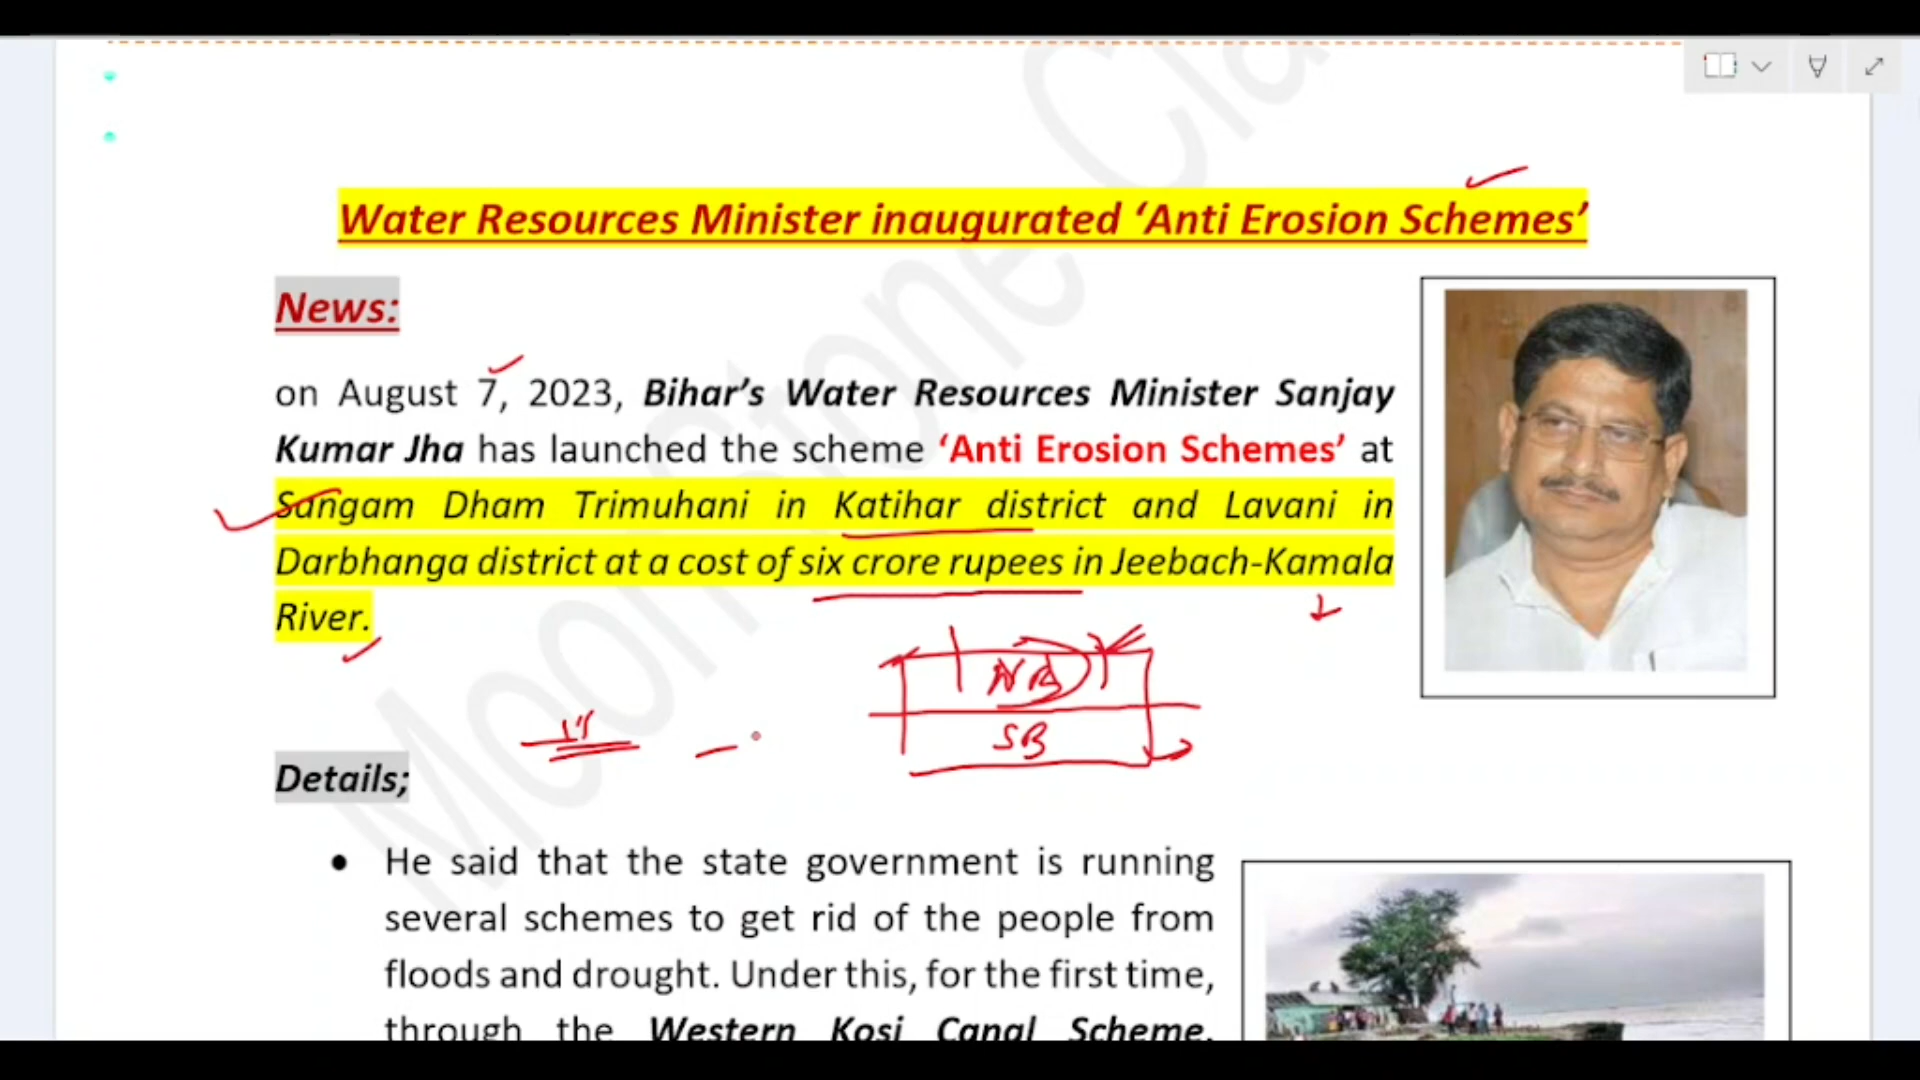 Water Resources Minister inaugurated ‘Anti Erosion Schemes’
News:
on August 7, 2023, Bihar’s Water Resources Minister Sanjay
Kumar Jha has launched the scheme ‘Anti Erosion Schemes’ at
Sangam Dham Trimuhani in Katihar district and Lavani in
Darbhanga district at a cost of six crore rupees in Jeebach-Kamala
River.
NB
SB
Details;
• He said that the state government is running
several schemes to get rid of the people from
floods and drought. Under this, for the first time,
through the Western Kosi Canal Scheme,
Moon Stone Cla